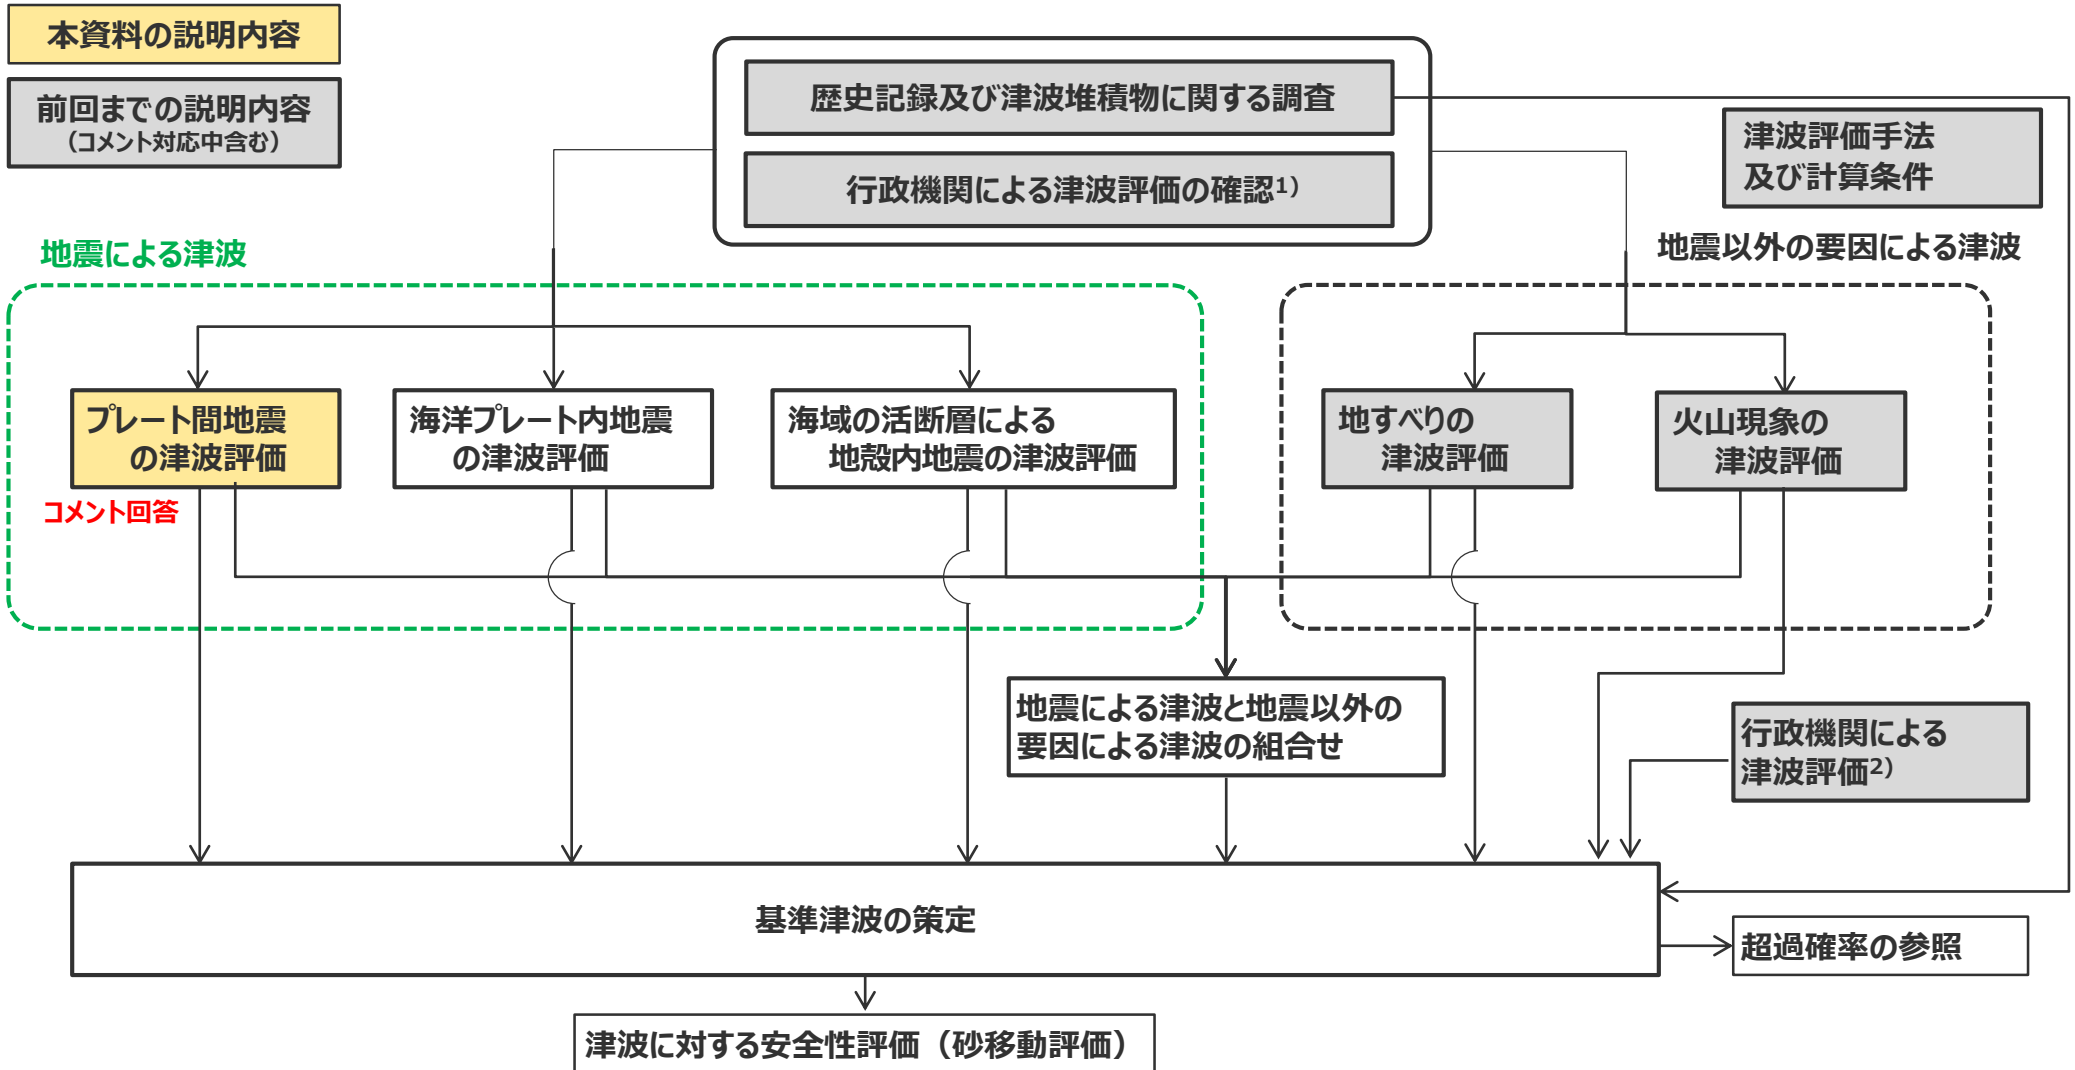 本資料の説明内容
前回までの説明内容
（コメント対応中含む）
歴史記録及び津波堆積物に関する調査
行政機関による津波評価の確認1)
津波評価手法
及び計算条件
地震による津波
地震以外の要因による津波
プレート間地震
の津波評価
海洋プレート内地震
の津波評価
海域の活断層による
地殻内地震の津波評価
地すべりの
津波評価
火山現象の
津波評価
コメント回答
地震による津波と地震以外の
要因による津波の組合せ
行政機関による
津波評価2)
基準津波の策定
超過確率の参照
津波に対する安全性評価（砂移動評価）